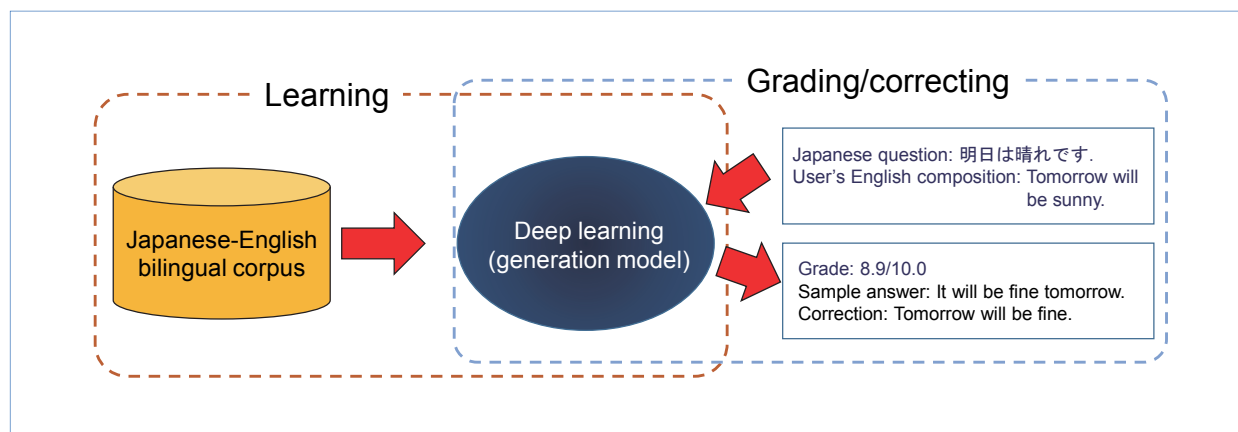 Learning
Grading/correcting
Japanese-English
bilingual corpus
Deep learning
(generation model)
Japanese question: 明日は晴れです.
User's English composition: Tomorrow will
be sunny.
Grade: 8.9/10.0
Sample answer: It will be fine tomorrow.
Correction: Tomorrow will be fine.